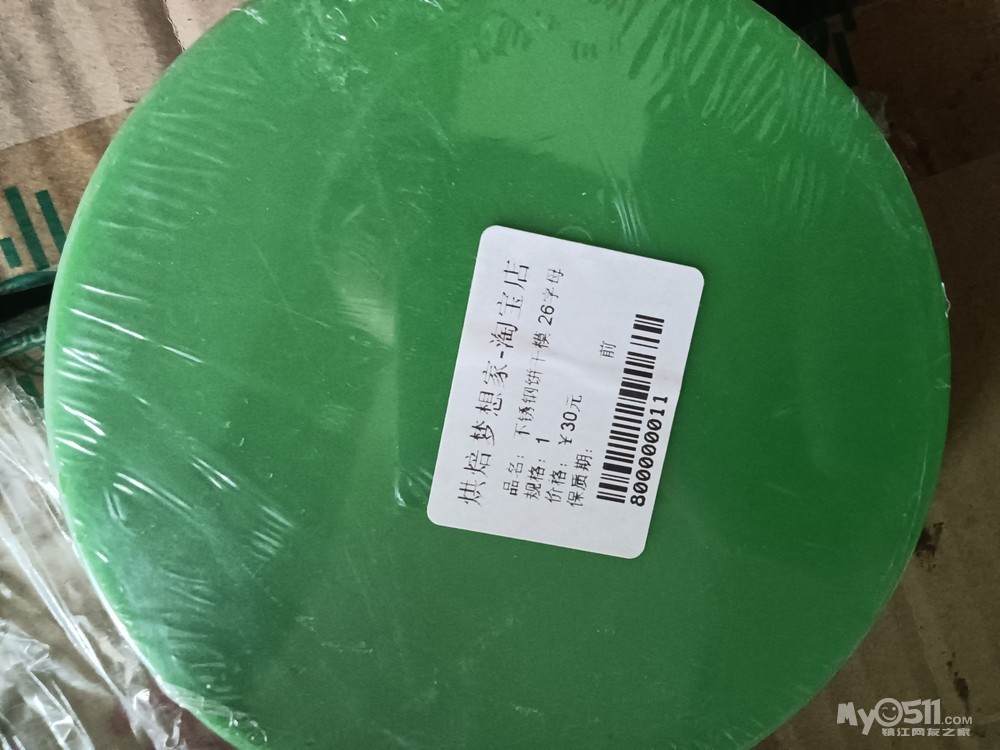 烘焙梦想家-淘宝店
品名: 不锈钢饼干模 26字母
规格: 1
价格: ￥30元
保质期: 前
8000000011
My0511.com
镇江网友之家